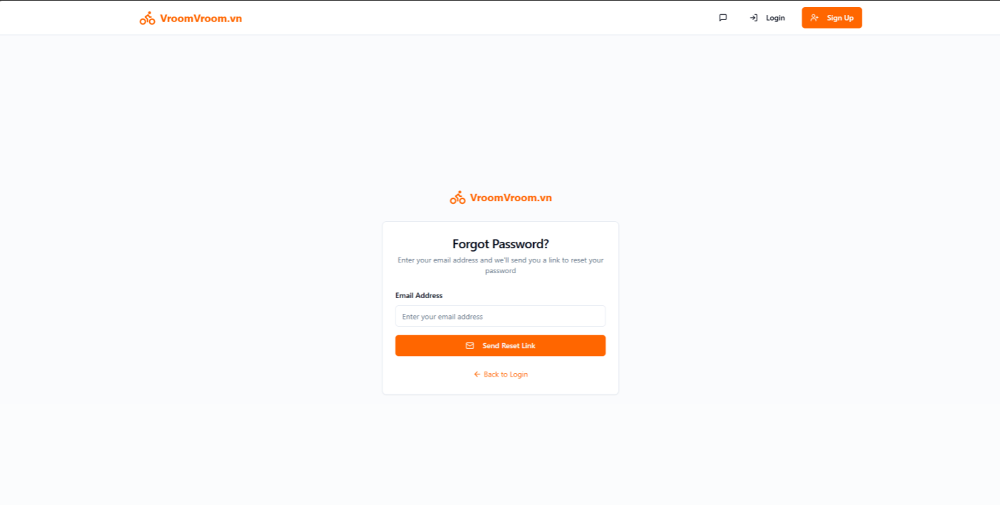 VroomVroom.vn
Login
Sign Up
VroomVroom.vn
Forgot Password?
Enter your email address and we'll send you a link to reset your
password
Email Address
Enter your email address
Send Reset Link
Back to Login